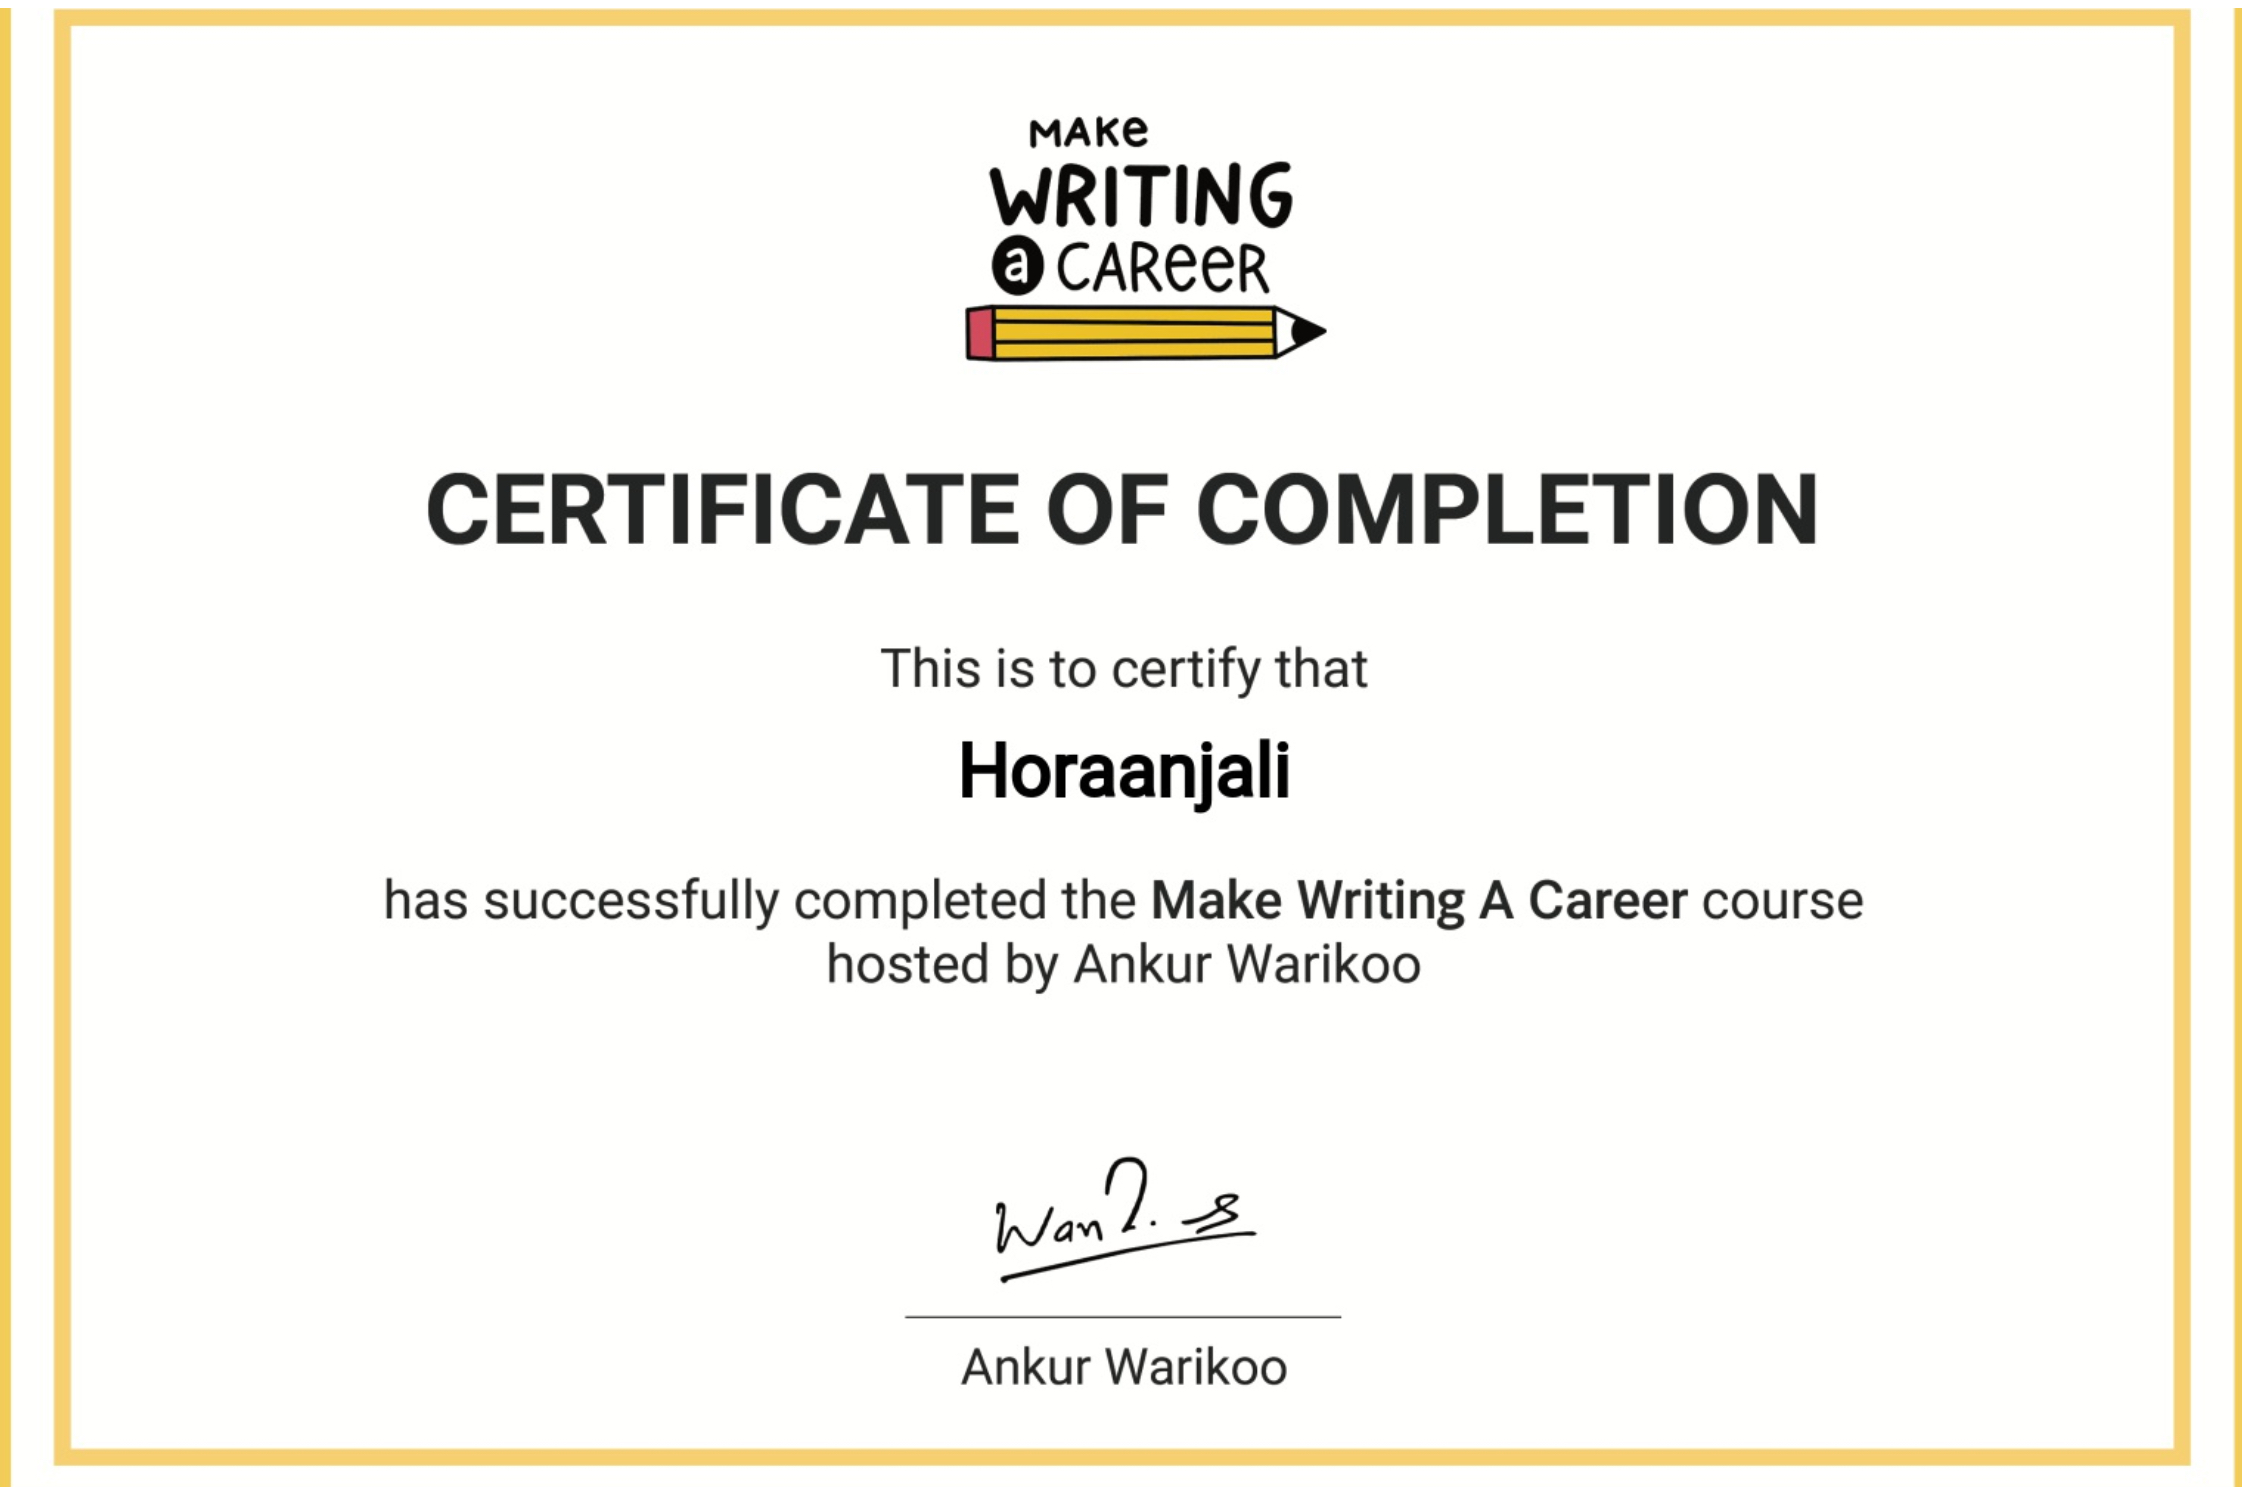 MAKe
WRITING
a CAReeR
CERTIFICATE OF COMPLETION
This is to certify that
Horaanjali
has successfully completed the Make Writing A Career course
hosted by Ankur Warikoo
Ankur Warikoo